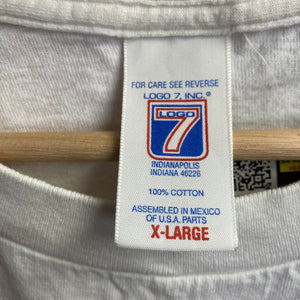 FOR CARE SEE REVERSE
LOGO 7, INC.®
LOGO
7
INDIANAPOLIS
INDIANA 46226
100% COTTON
ASSEMBLED IN MEXICO
OF U.S.A. PARTS
X-LARGE